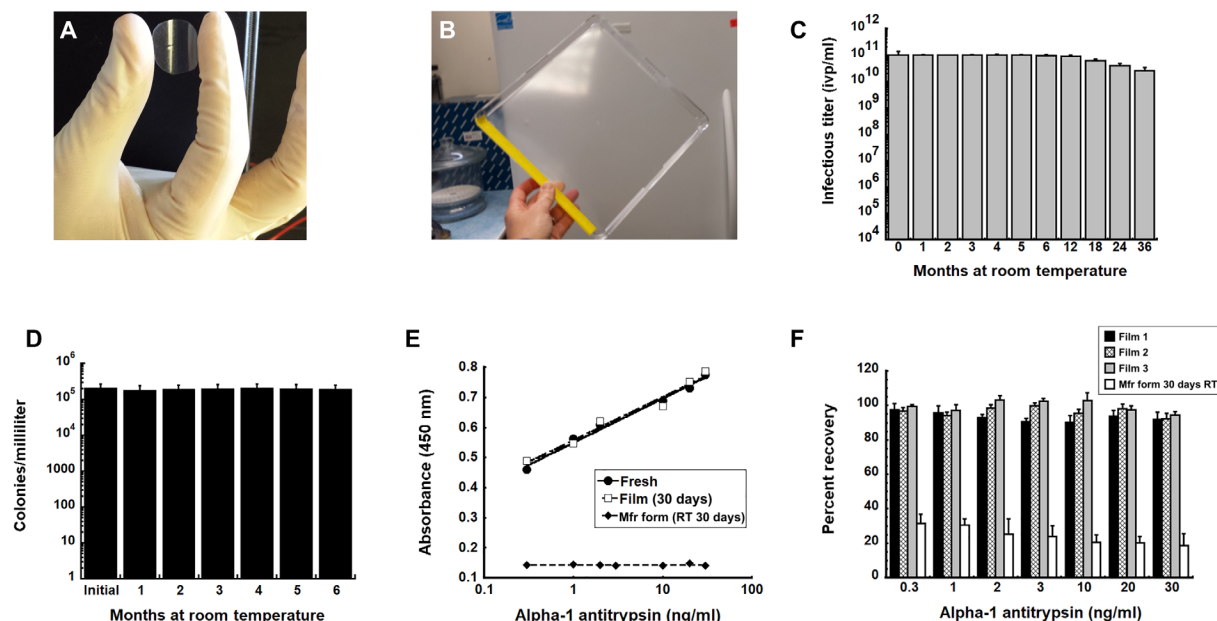 A
B
C
Infectious titer (ivp/ml)
10^12
10^11
10^10
10^9
10^8
10^7
10^6
10^5
10^4
0 1 2 3 4 5 6 12 18 24 36
Months at room temperature
D
Colonies/milliliter
10^6
10^5
10^4
1000
100
10
1
Initial 1 2 3 4 5 6
Months at room temperature
E
Absorbance (450 nm)
0.8
0.7
0.6
0.5
0.4
0.3
0.2
0.1
Fresh
Film (30 days)
Mfr form (RT 30 days)
0.1 1 10 100
Alpha-1 antitrypsin (ng/ml)
F
Film 1
Film 2
Film 3
Mfr form 30 days RT
Percent recovery
120
100
80
60
40
20
0
0.3 1 2 3 10 20 30
Alpha-1 antitrypsin (ng/ml)